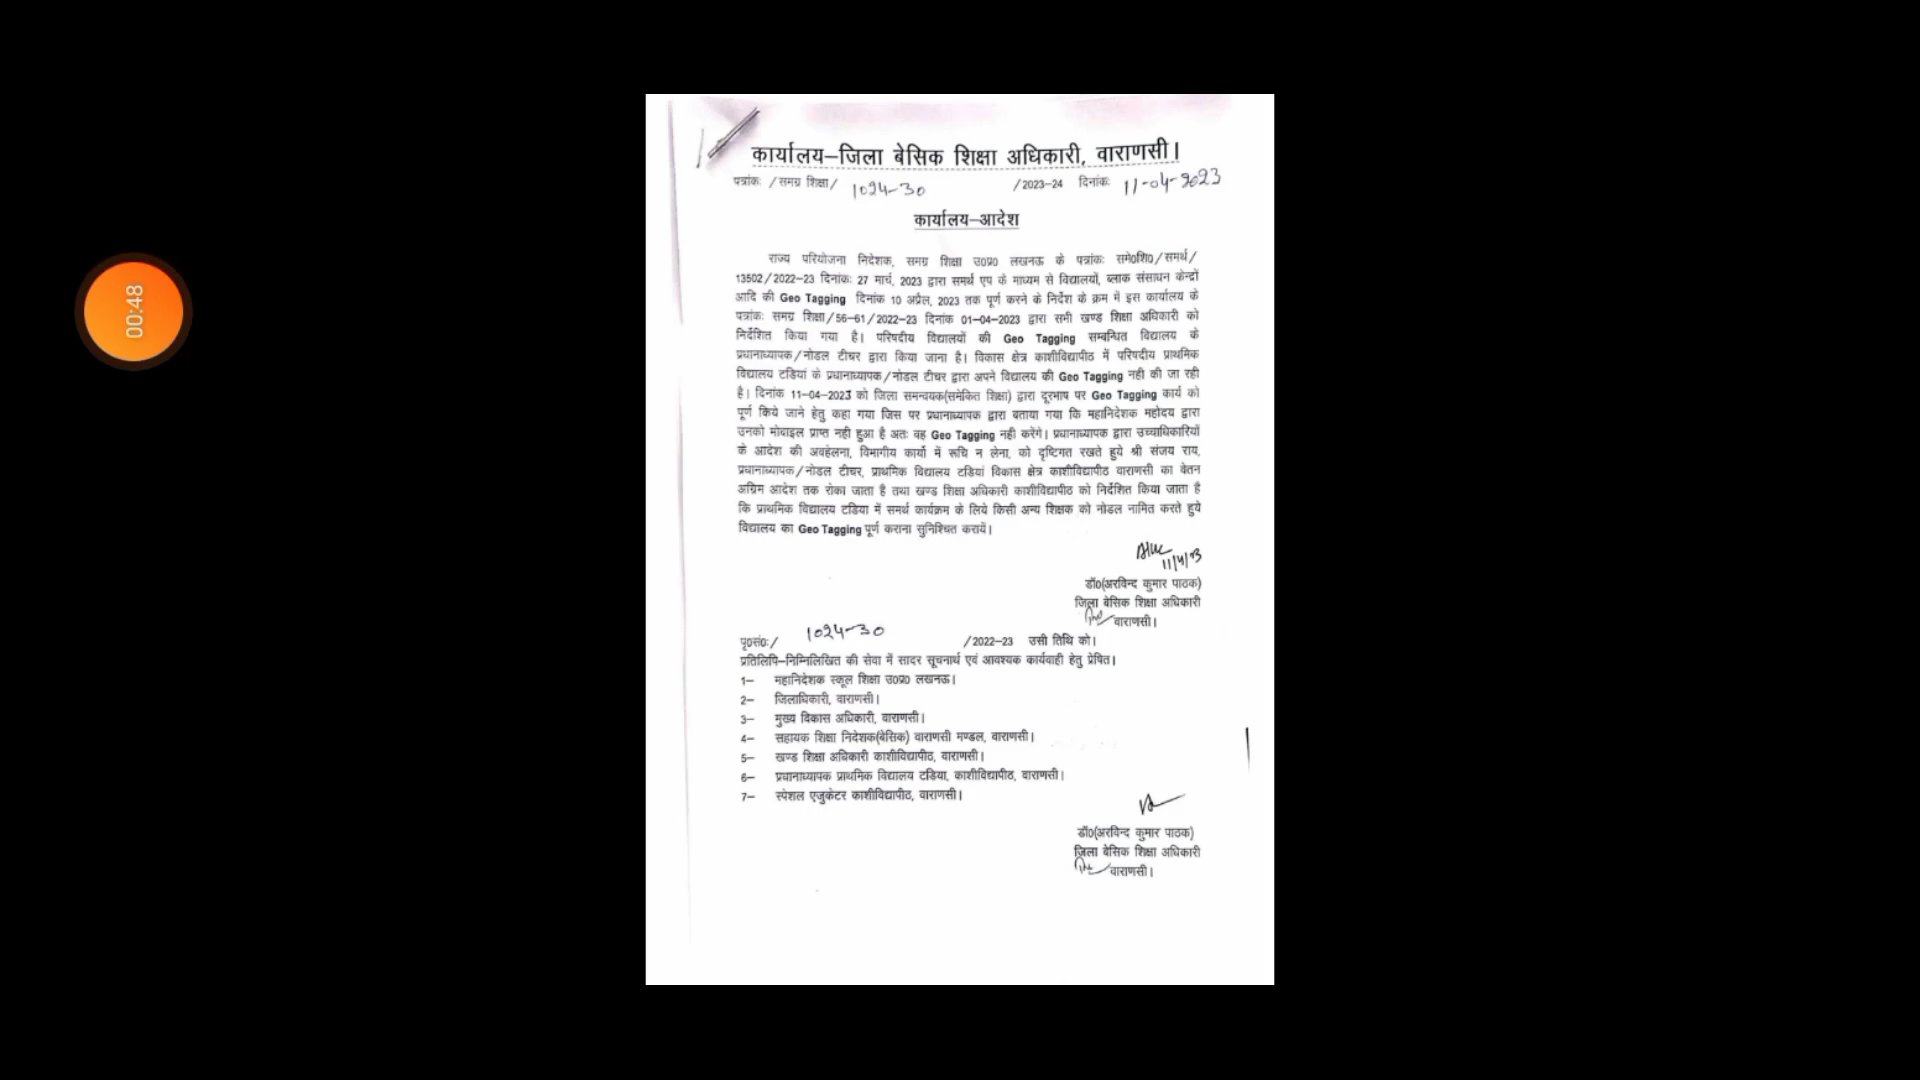 00:48
कार्यालय–जिला बेसिक शिक्षा अधिकारी, वाराणसी।
पत्रांकः /समग्र शिक्षा/ 1024-30 /2023–24 दिनांकः 11-04-2023
कार्यालय–आदेश
राज्य परियोजना निदेशक, समग्र शिक्षा उ0प्र0 लखनऊ के पत्रांकः समे0शि0/समर्थ/
13502/2022–23 दिनांकः 27 मार्च, 2023 द्वारा समर्थ एप के माध्यम से विद्यालयों, ब्लाक संसाधन केन्द्रों
आदि की Geo Tagging दिनांक 10 अप्रैल, 2023 तक पूर्ण करने के निर्देश के क्रम में इस कार्यालय के
पत्रांकः समग्र शिक्षा/56–61/2022–23 दिनांक 01–04–2023 द्वारा सभी खण्ड शिक्षा अधिकारी को
निर्देशित किया गया है। परिषदीय विद्यालयों की Geo Tagging सम्बन्धित विद्यालय के
प्रधानाध्यापक/नोडल टीचर द्वारा किया जाना है। विकास क्षेत्र काशीविद्यापीठ में परिषदीय प्राथमिक
विद्यालय टडियां के प्रधानाध्यापक/नोडल टीचर द्वारा अपने विद्यालय की Geo Tagging नही की जा रही
है। दिनांक 11–04–2023 को जिला समन्वयक(समेकित शिक्षा) द्वारा दूरभाष पर Geo Tagging कार्य को
पूर्ण किये जाने हेतु कहा गया जिस पर प्रधानाध्यापक द्वारा बताया गया कि महानिदेशक महोदय द्वारा
उनको मोबाइल प्राप्त नही हुआ है अतः वह Geo Tagging नही करेंगे। प्रधानाध्यापक द्वारा उच्चाधिकारियों
के आदेश की अवहेलना, विभागीय कार्यो में रूचि न लेना, को दृष्टिगत रखते हुये श्री संजय राय,
प्रधानाध्यापक/नोडल टीचर, प्राथमिक विद्यालय टडियां विकास क्षेत्र काशीविद्यापीठ वाराणसी का वेतन
अग्रिम आदेश तक रोका जाता है तथा खण्ड शिक्षा अधिकारी काशीविद्यापीठ को निर्देशित किया जाता है
कि प्राथमिक विद्यालय टडिया में समर्थ कार्यक्रम के लिये किसी अन्य शिक्षक को नोडल नामित करते हुये
विद्यालय का Geo Tagging पूर्ण कराना सुनिश्चित करायें।
11/4/23
डॉ0(अरविन्द कुमार पाठक)
जिला बेसिक शिक्षा अधिकारी
वाराणसी।
पृ0सं0ः/ 1024-30 /2022–23 उसी तिथि को।
प्रतिलिपि–निम्निलिखित की सेवा में सादर सूचनार्थ एवं आवश्यक कार्यवाही हेतु प्रेषित।
1– महानिदेशक स्कूल शिक्षा उ0प्र0 लखनऊ।
2– जिलाधिकारी, वाराणसी।
3– मुख्य विकास अधिकारी, वाराणसी।
4– सहायक शिक्षा निदेशक(बेसिक) वाराणसी मण्डल, वाराणसी।
5– खण्ड शिक्षा अधिकारी काशीविद्यापीठ, वाराणसी।
6– प्रधानाध्यापक प्राथमिक विद्यालय टडिया, काशीविद्यापीठ, वाराणसी।
7– स्पेशल एजुकेटर काशीविद्यापीठ, वाराणसी।
डॉ0(अरविन्द कुमार पाठक)
जिला बेसिक शिक्षा अधिकारी
वाराणसी।